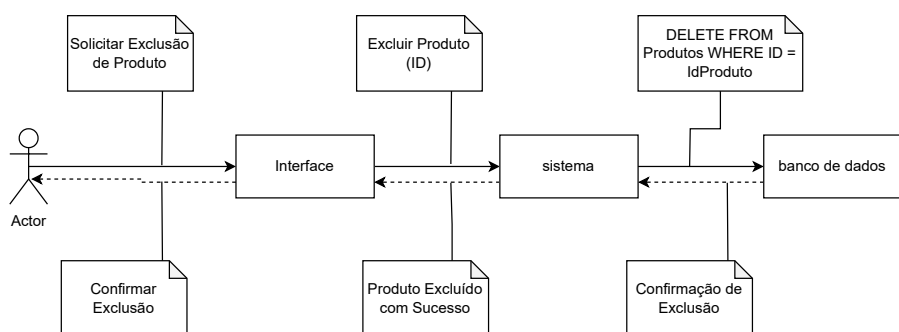 Solicitar Exclusão
de Produto
Excluir Produto
(ID)
DELETE FROM
Produtos WHERE ID =
IdProduto
Actor
Interface
sistema
banco de dados
Confirmar
Exclusão
Produto Excluído
com Sucesso
Confirmação de
Exclusão